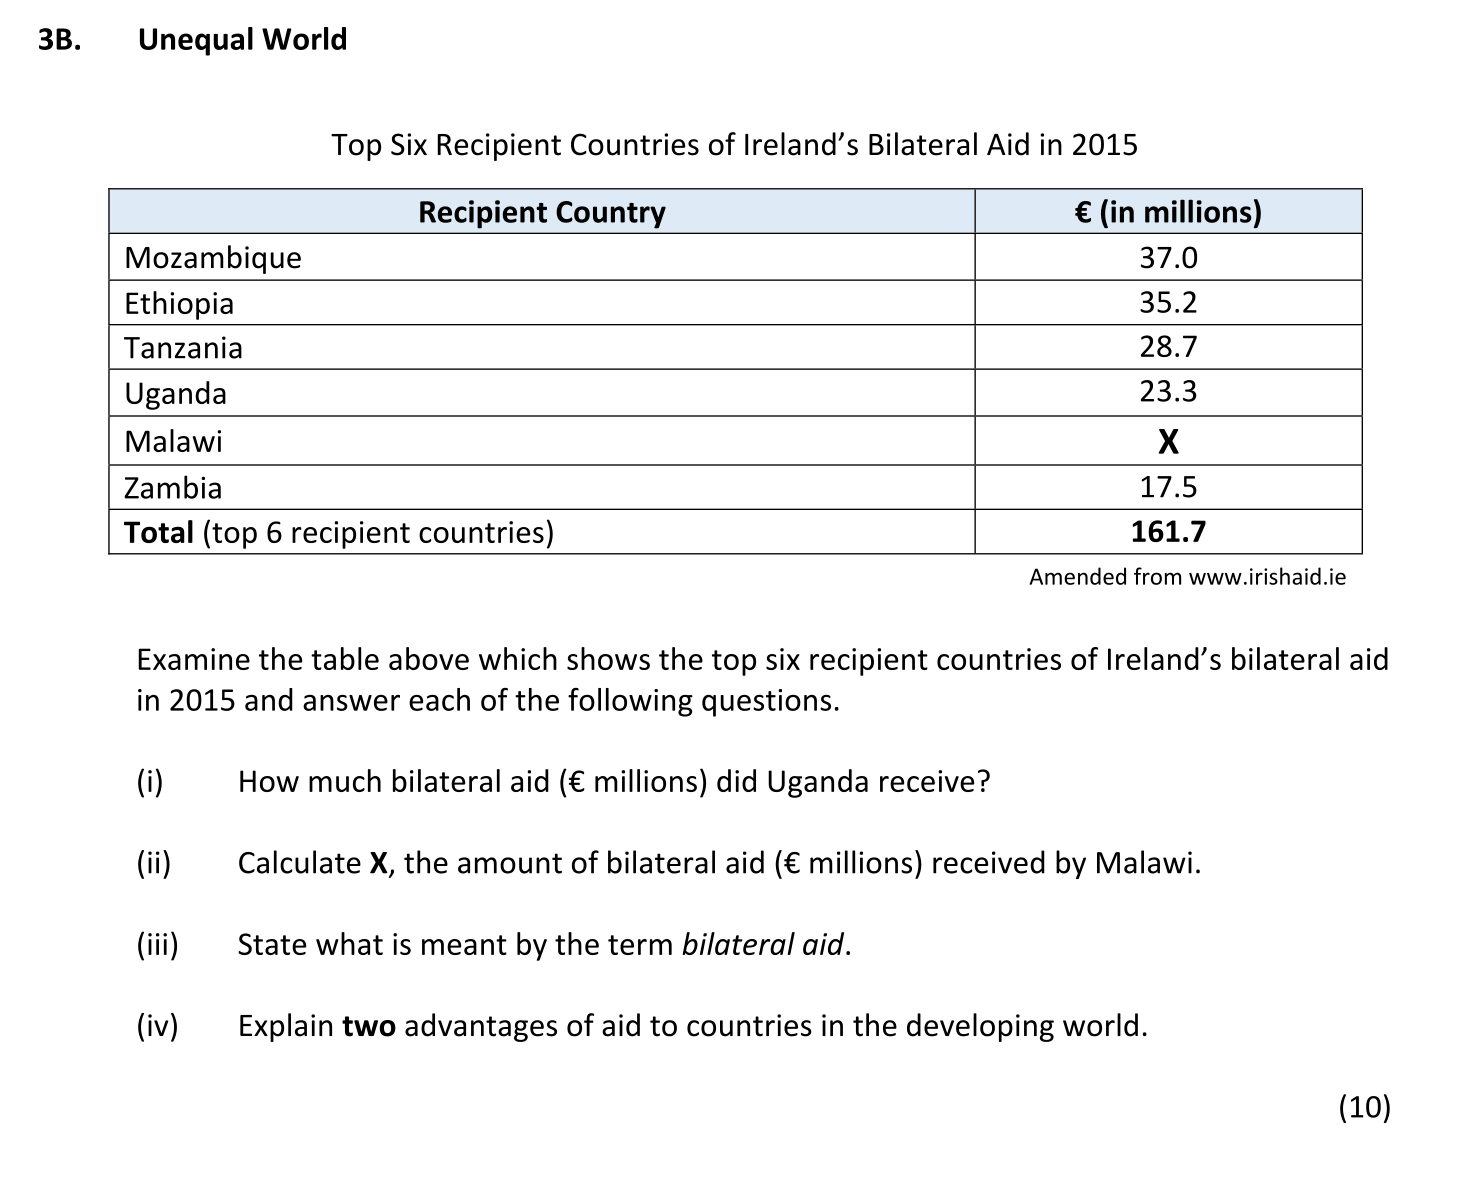 3B. Unequal World
Top Six Recipient Countries of Ireland’s Bilateral Aid in 2015
Recipient Country € (in millions)
Mozambique 37.0
Ethiopia 35.2
Tanzania 28.7
Uganda 23.3
Malawi X
Zambia 17.5
Total (top 6 recipient countries) 161.7
Amended from www.irishaid.ie
Examine the table above which shows the top six recipient countries of Ireland’s bilateral aid
in 2015 and answer each of the following questions.
(i) How much bilateral aid (€ millions) did Uganda receive?
(ii) Calculate X, the amount of bilateral aid (€ millions) received by Malawi.
(iii) State what is meant by the term bilateral aid.
(iv) Explain two advantages of aid to countries in the developing world.
(10)